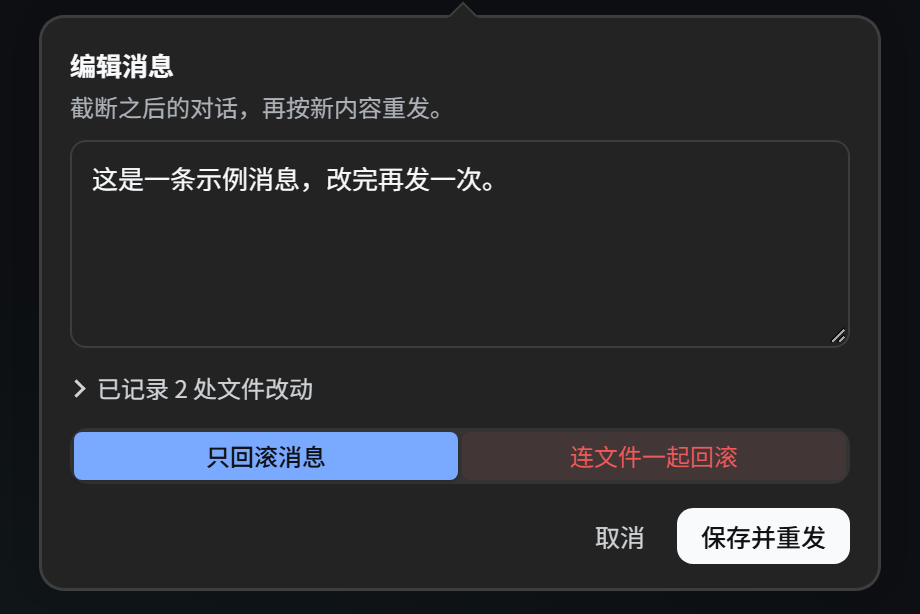 编辑消息
截断之后的对话，再按新内容重发。
这是一条示例消息，改完再发一次。
已记录 2 处文件改动
只回滚消息
连文件一起回滚
取消
保存并重发